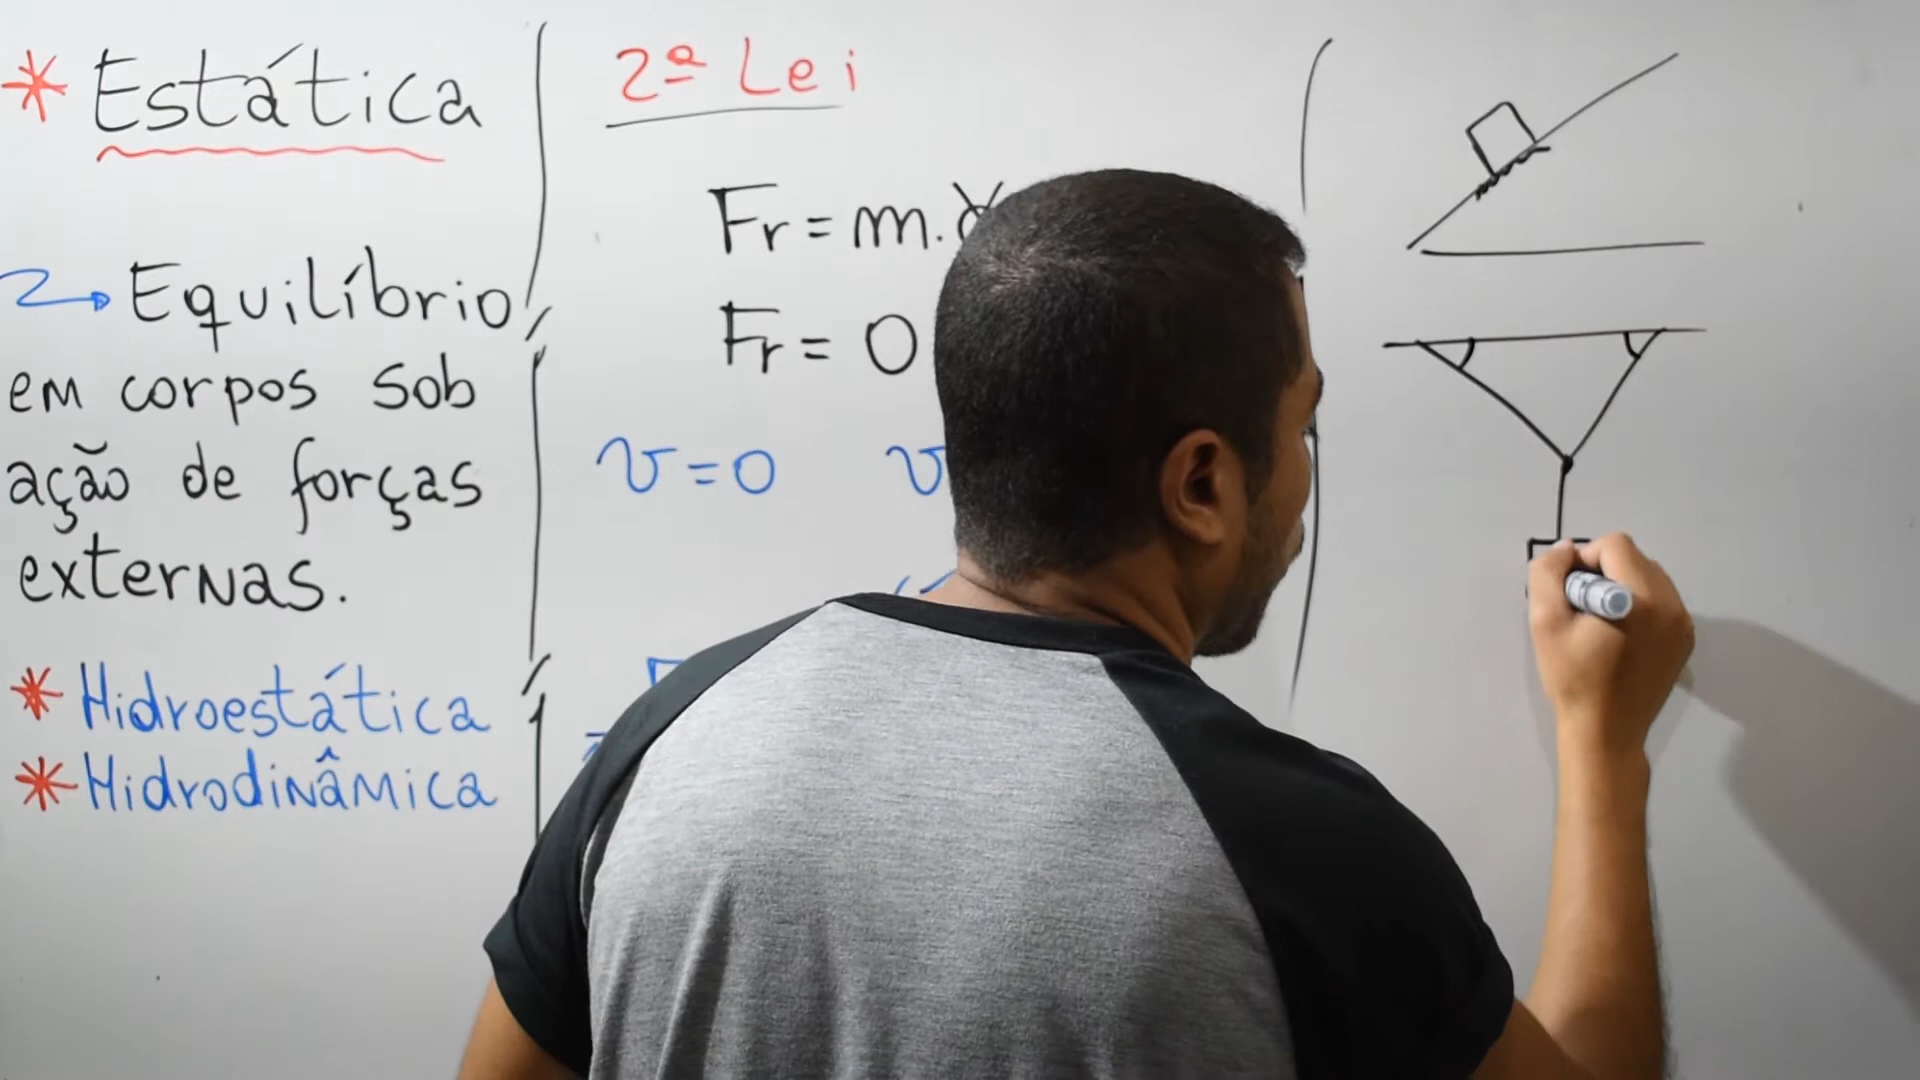 * Estática
Equilíbrio
em corpos sob
ação de forças
externas.
* Hidroestática
* Hidrodinâmica
2ª Lei
Fr = m.
Fr = 0
v = 0 v